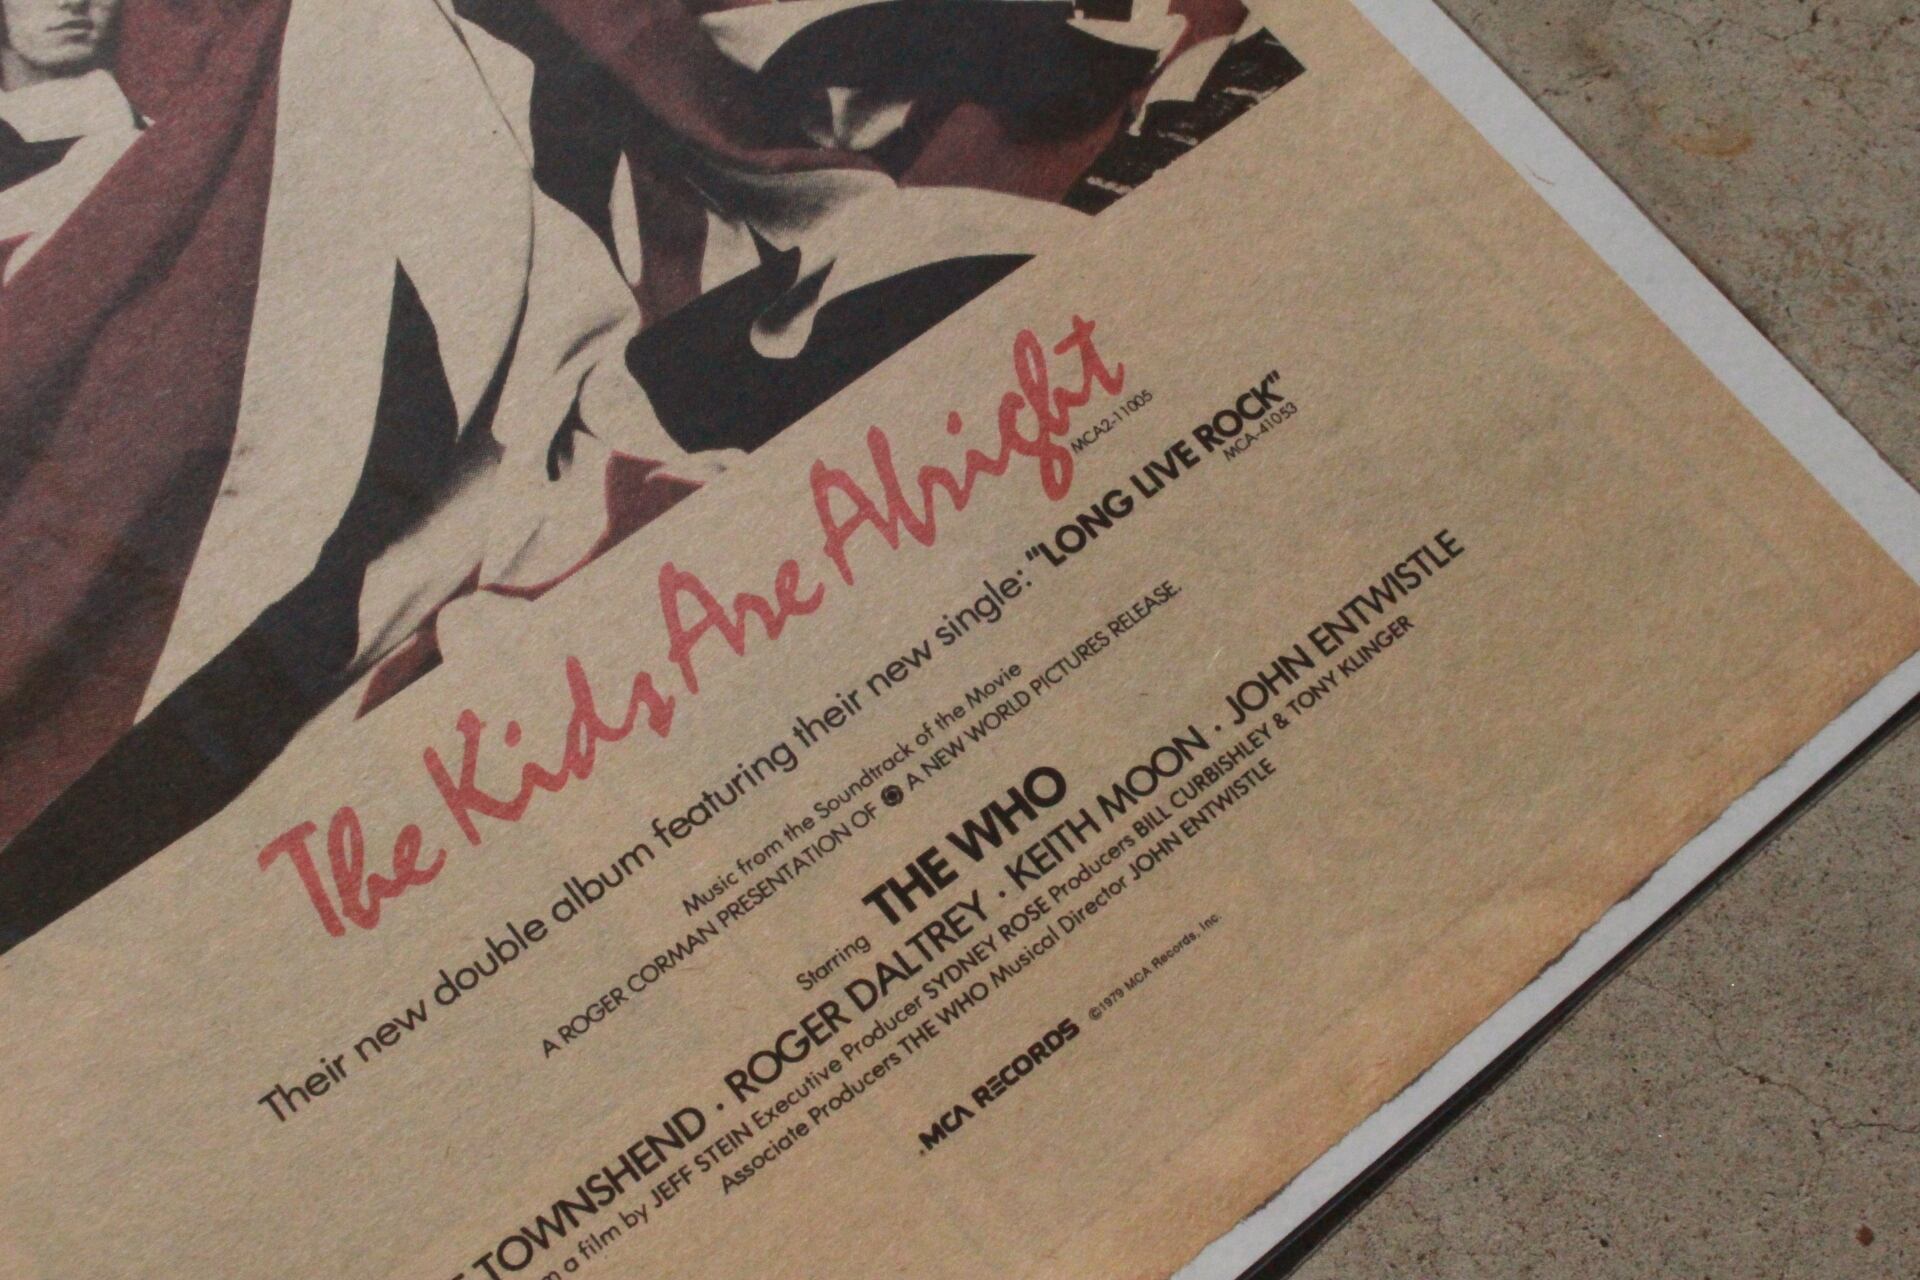 The Kids Are Alright
MCA2-11005
Their new double album featuring their new single: "LONG LIVE ROCK"
MCA-41053
Music from the Soundtrack of the Movie
A ROGER CORMAN PRESENTATION OF A NEW WORLD PICTURES RELEASE.
Starring THE WHO
TOWNSHEND · ROGER DALTREY · KEITH MOON · JOHN ENTWISTLE
a film by JEFF STEIN Executive Producer SYDNEY ROSE Producers BILL CURBISHLEY & TONY KLINGER
Associate Producers THE WHO Musical Director JOHN ENTWISTLE
MCA RECORDS ©1979 MCA Records, Inc.